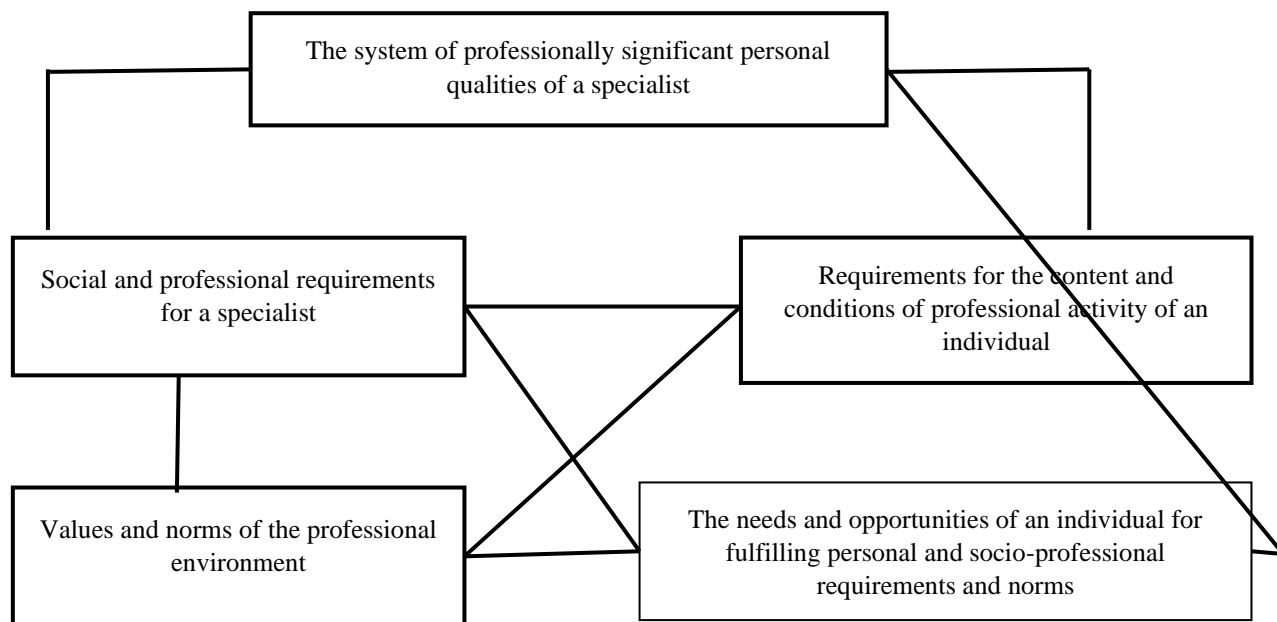 The system of professionally significant personal
qualities of a specialist
Social and professional requirements
for a specialist
Requirements for the content and
conditions of professional activity of an
individual
Values and norms of the professional
environment
The needs and opportunities of an individual for
fulfilling personal and socio-professional
requirements and norms